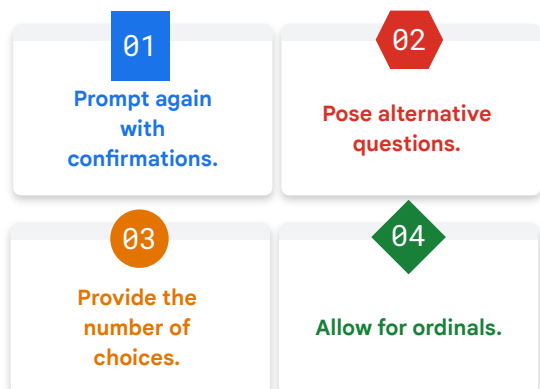 01
Prompt again
with
confirmations.
02
Pose alternative
questions.
03
Provide the
number of
choices.
04
Allow for ordinals.